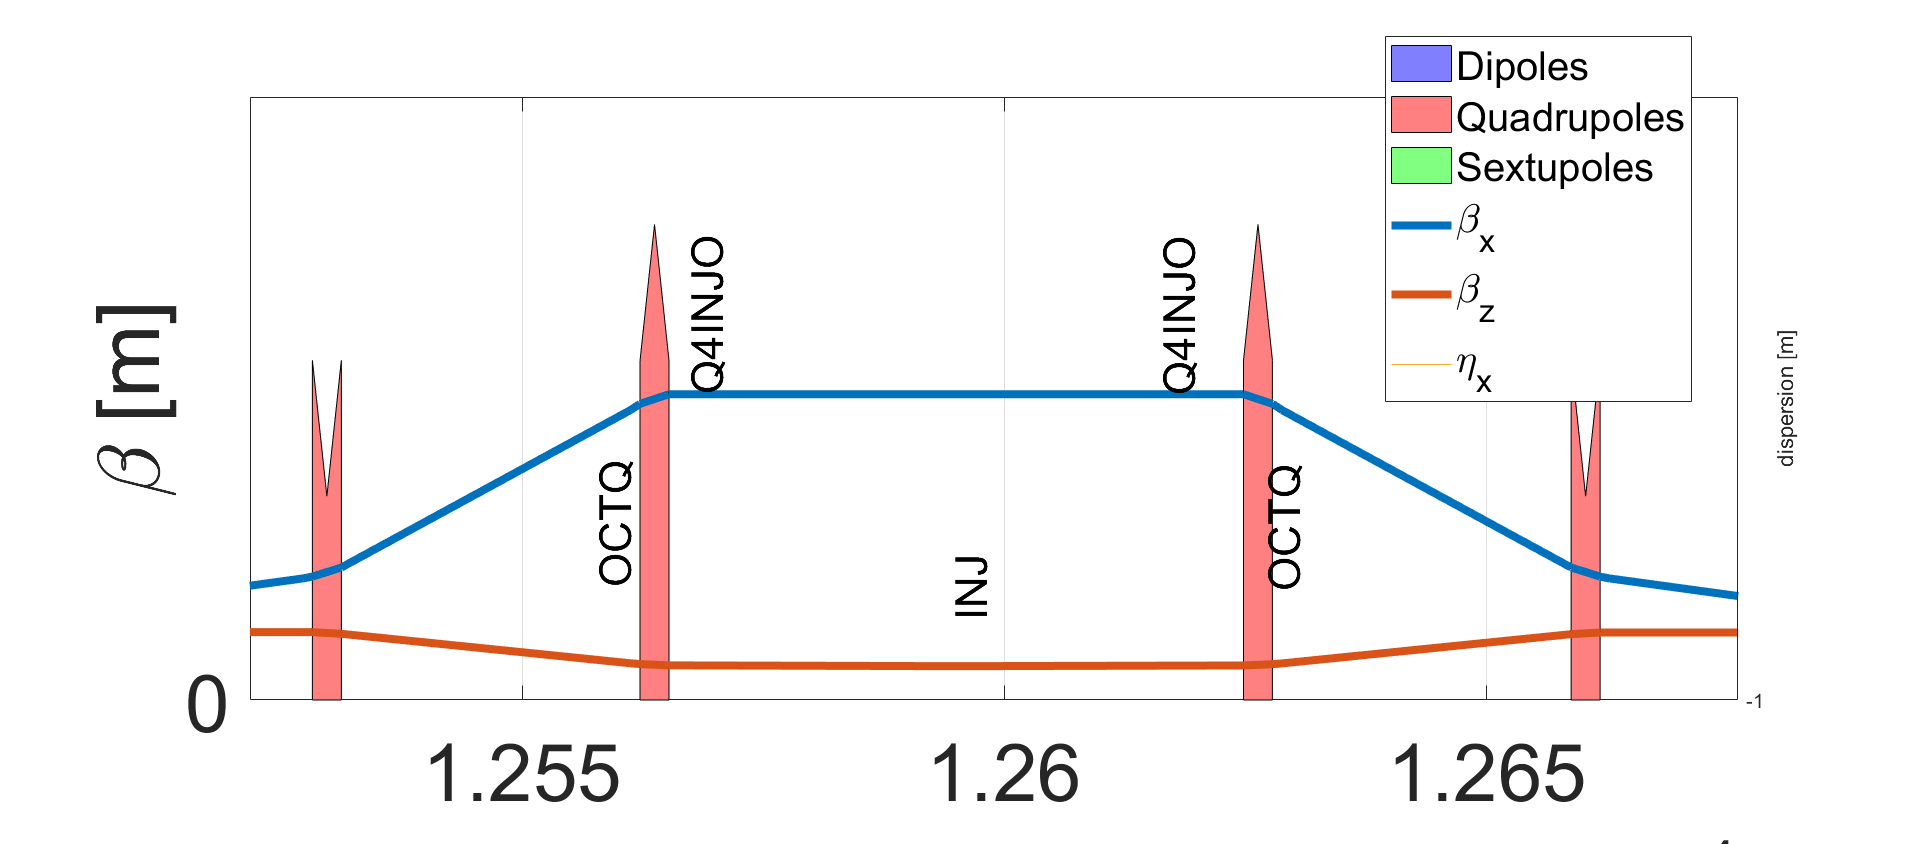 Dipoles
Quadrupoles
Sextupoles
βx
βz
ηx
β [m]
dispersion [m]
Q4INJO
Q4INJO
OCTQ
OCTQ
INJ
0
-1
1.255
1.26
1.265